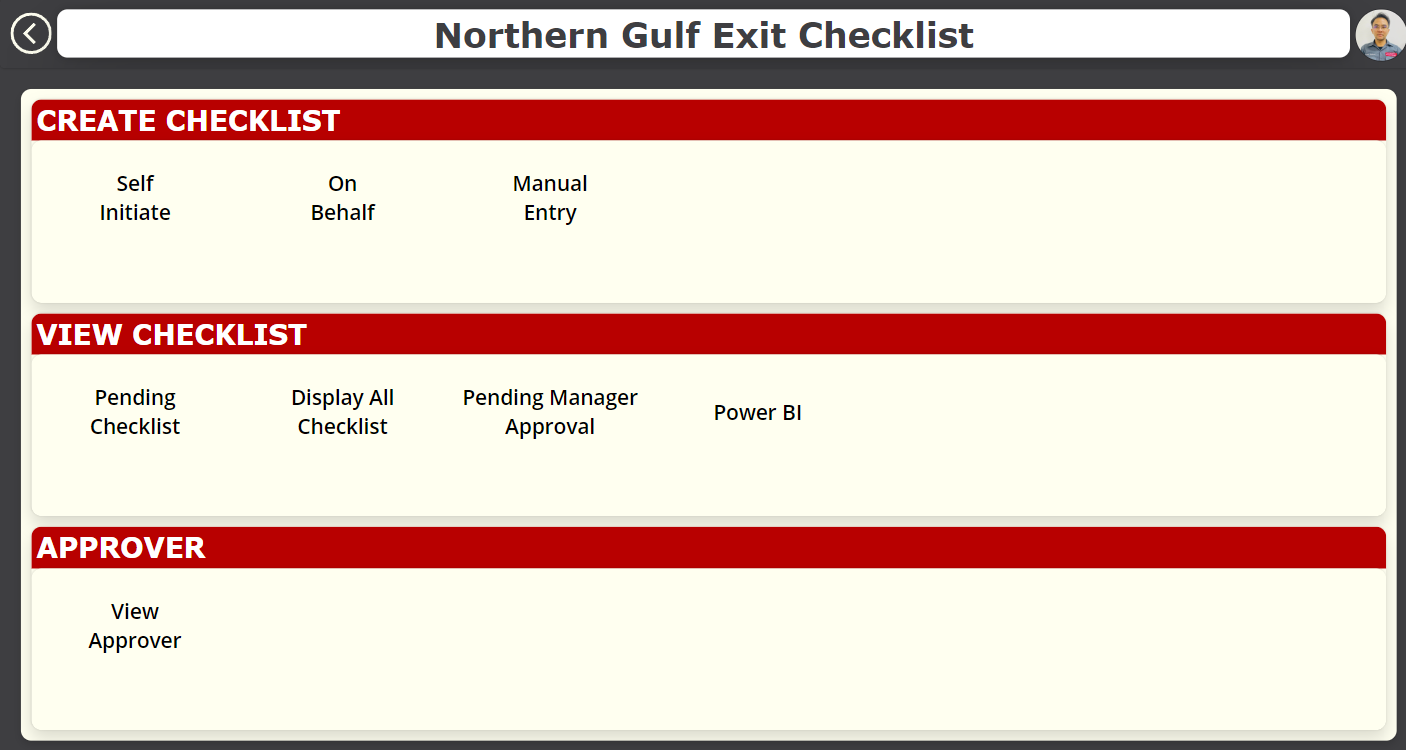 Northern Gulf Exit Checklist
CREATE CHECKLIST
Self
Initiate
On
Behalf
Manual
Entry
VIEW CHECKLIST
Pending
Checklist
Display All
Checklist
Pending Manager
Approval
Power BI
APPROVER
View
Approver